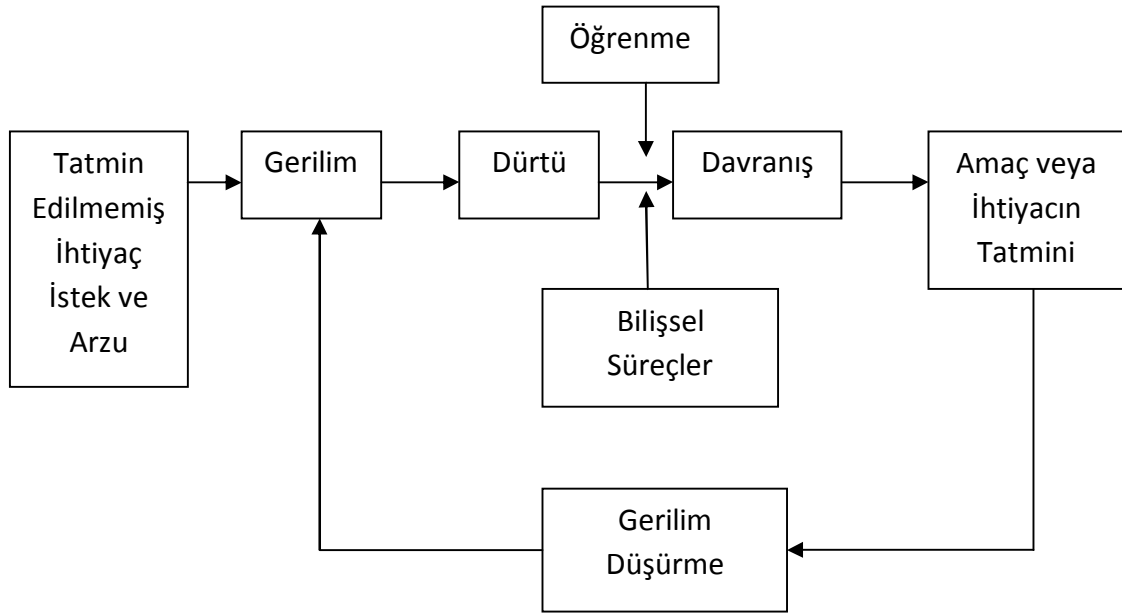 Öğrenme
Tatmin
Edilmemiş
İhtiyaç
İstek ve
Arzu
Gerilim
Dürtü
Davranış
Amaç veya
İhtiyacın
Tatmini
Bilişsel
Süreçler
Gerilim
Düşürme